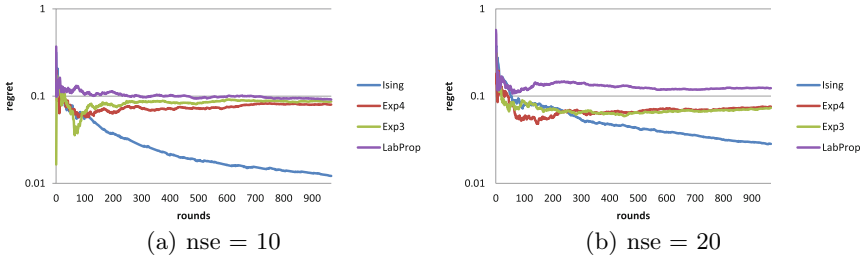 1
0.1
0.01
regret
0 100 200 300 400 500 600 700 800 900
rounds
Ising
Exp4
Exp3
LabProp
(a) nse = 10
1
0.1
0.01
regret
0 100 200 300 400 500 600 700 800 900
rounds
Ising
Exp4
Exp3
LabProp
(b) nse = 20